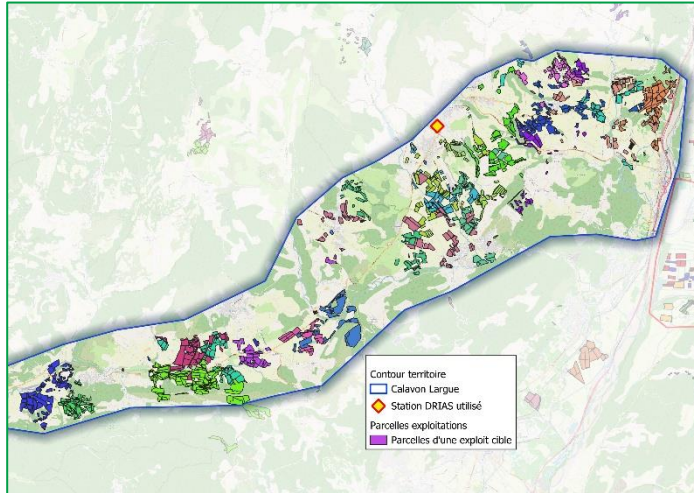 Contour territoire
Calavon Largue
Station DRIAS utilisé
Parcelles exploitations
Parcelles d'une exploit cible